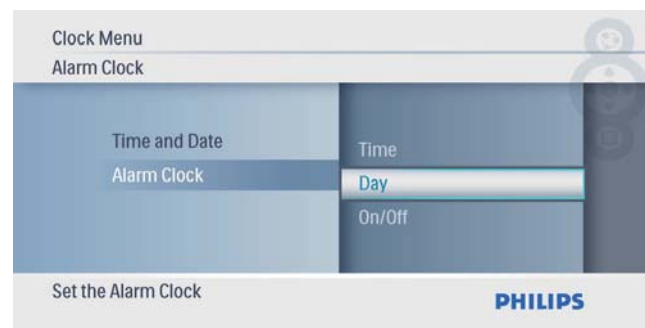 Clock Menu
Alarm Clock
Time and Date
Alarm Clock
Time
Day
On/Off
Set the Alarm Clock
PHILIPS